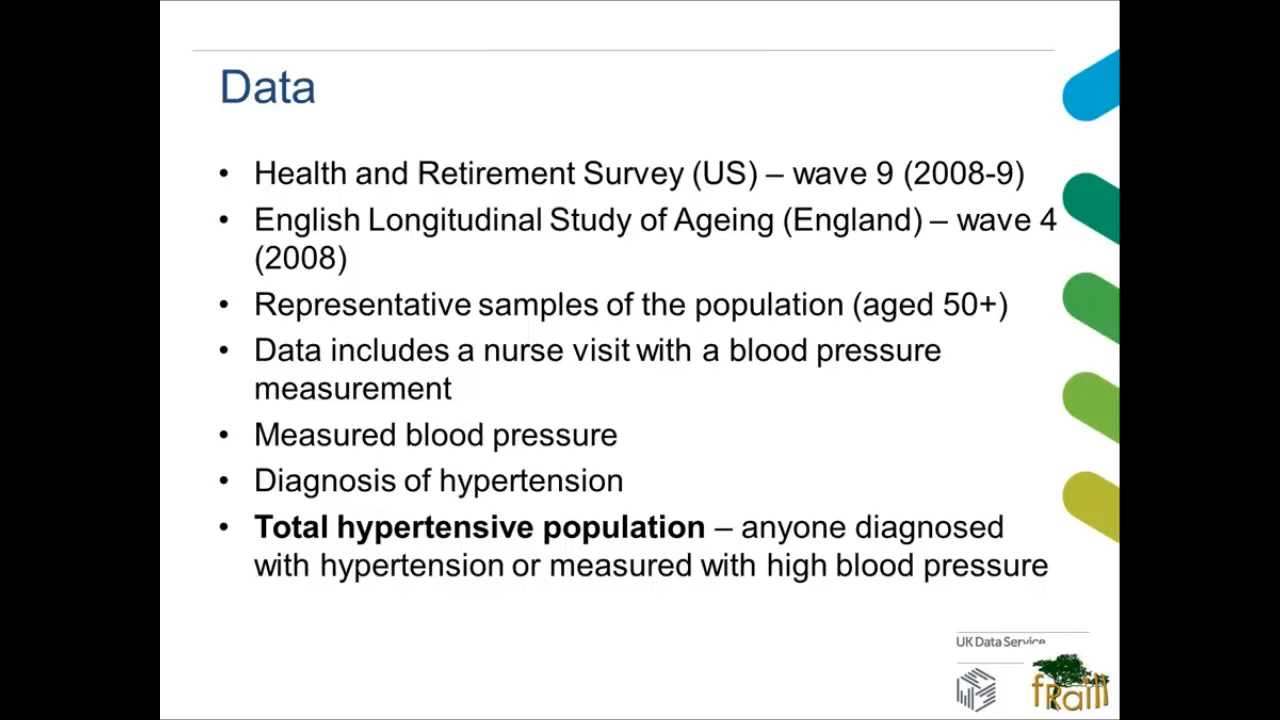 Data
• Health and Retirement Survey (US) – wave 9 (2008-9)
• English Longitudinal Study of Ageing (England) – wave 4
(2008)
• Representative samples of the population (aged 50+)
• Data includes a nurse visit with a blood pressure
measurement
• Measured blood pressure
• Diagnosis of hypertension
• Total hypertensive population – anyone diagnosed
with hypertension or measured with high blood pressure
UK Data Service
fRaill